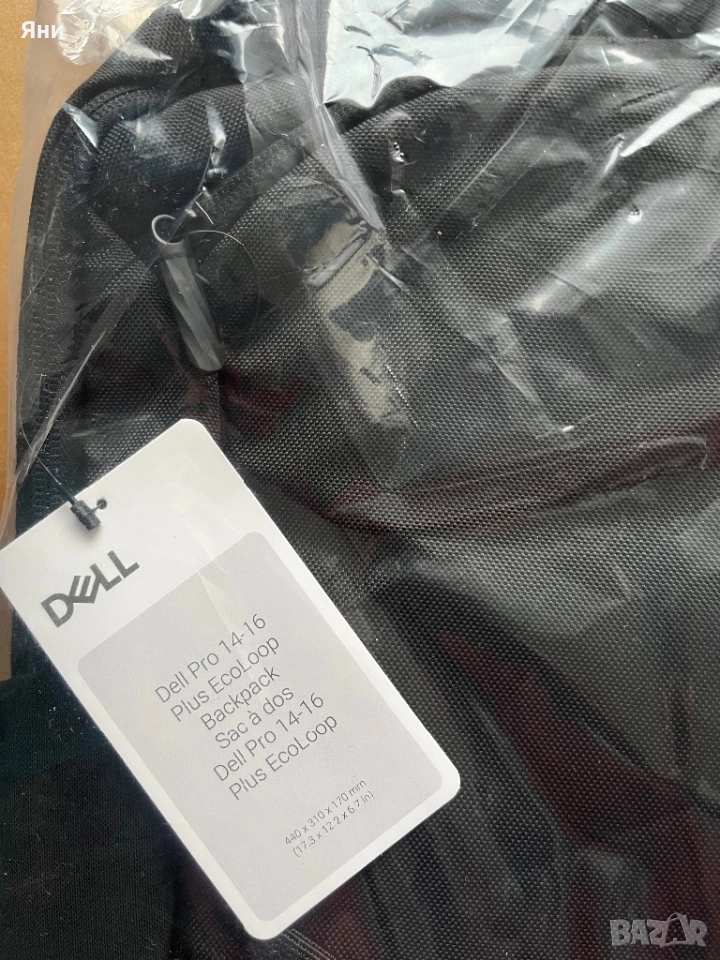 Яни
DELL
Dell Pro 14-16
Plus EcoLoop
Backpack
Sac à dos
Dell Pro 14-16
Plus EcoLoop
440 x 310 x 170 mm
(17.3 x 12.2 x 6.7 in)
BAZAR